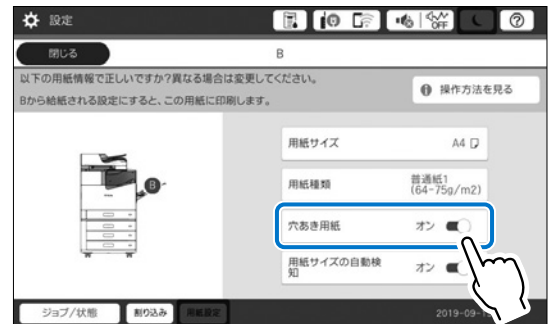 設定
OFF
?
閉じる
B
以下の用紙情報で正しいですか?異なる場合は変更してください。
Bから給紙される設定にすると、この用紙に印刷します。
操作方法を見る
用紙サイズ
A4
用紙種類
普通紙1
(64-75g/m2)
B
穴あき用紙
オン
用紙サイズの自動検
知
オン
ジョブ/状態
割り込み
用紙設定
2019-09-1